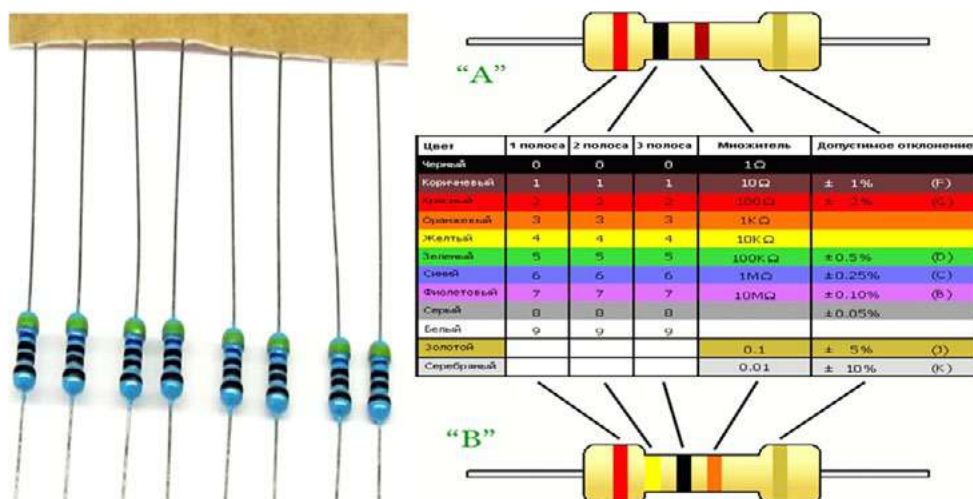 “A”
Цвет 1 полоса 2 полоса 3 полоса Множитель Допустимое отклонение
Черный 0 0 0 1Ω
Коричневый 1 1 1 10Ω ± 1% (F)
Красный 2 2 2 100Ω ± 2% (G)
Оранжевый 3 3 3 1KΩ
Желтый 4 4 4 10KΩ
Зеленый 5 5 5 100KΩ ±0.5% (D)
Синий 6 6 6 1MΩ ±0.25% (C)
Фиолетовый 7 7 7 10MΩ ±0.10% (B)
Серый 8 8 8 ±0.05%
Белый 9 9 9
Золотой 0.1 ± 5% (J)
Серебряный 0.01 ± 10% (K)
“B”